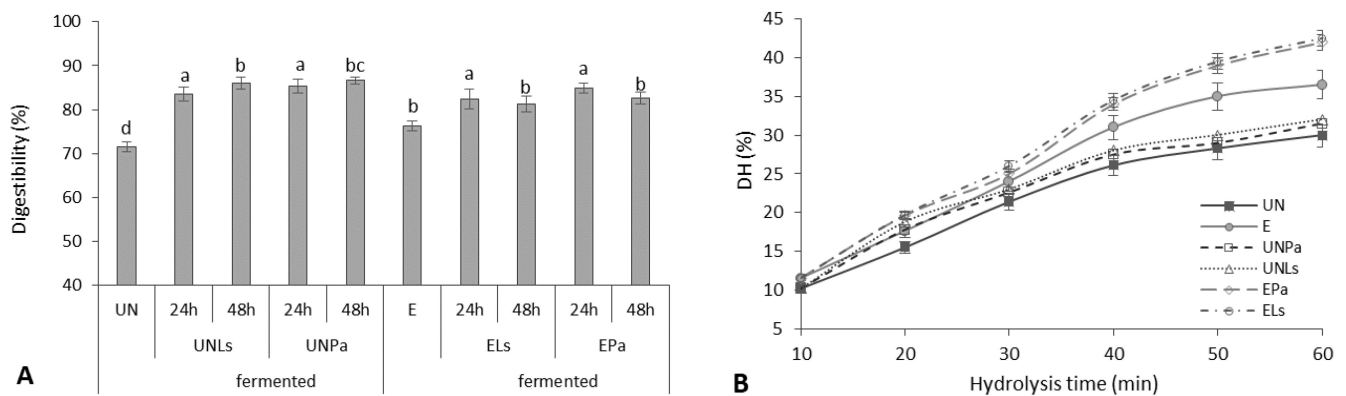 100
90
80
70
60
50
40
Digestibility (%)
d
a
b
a
bc
b
a
b
a
b
UN
24h
48h
24h
48h
E
24h
48h
24h
48h
UNLs
UNPa
ELs
EPa
fermented
fermented
A
45
40
35
30
25
20
15
10
5
DH (%)
UN
E
UNPa
UNLs
EPa
ELs
10
20
30
40
50
60
Hydrolysis time (min)
B